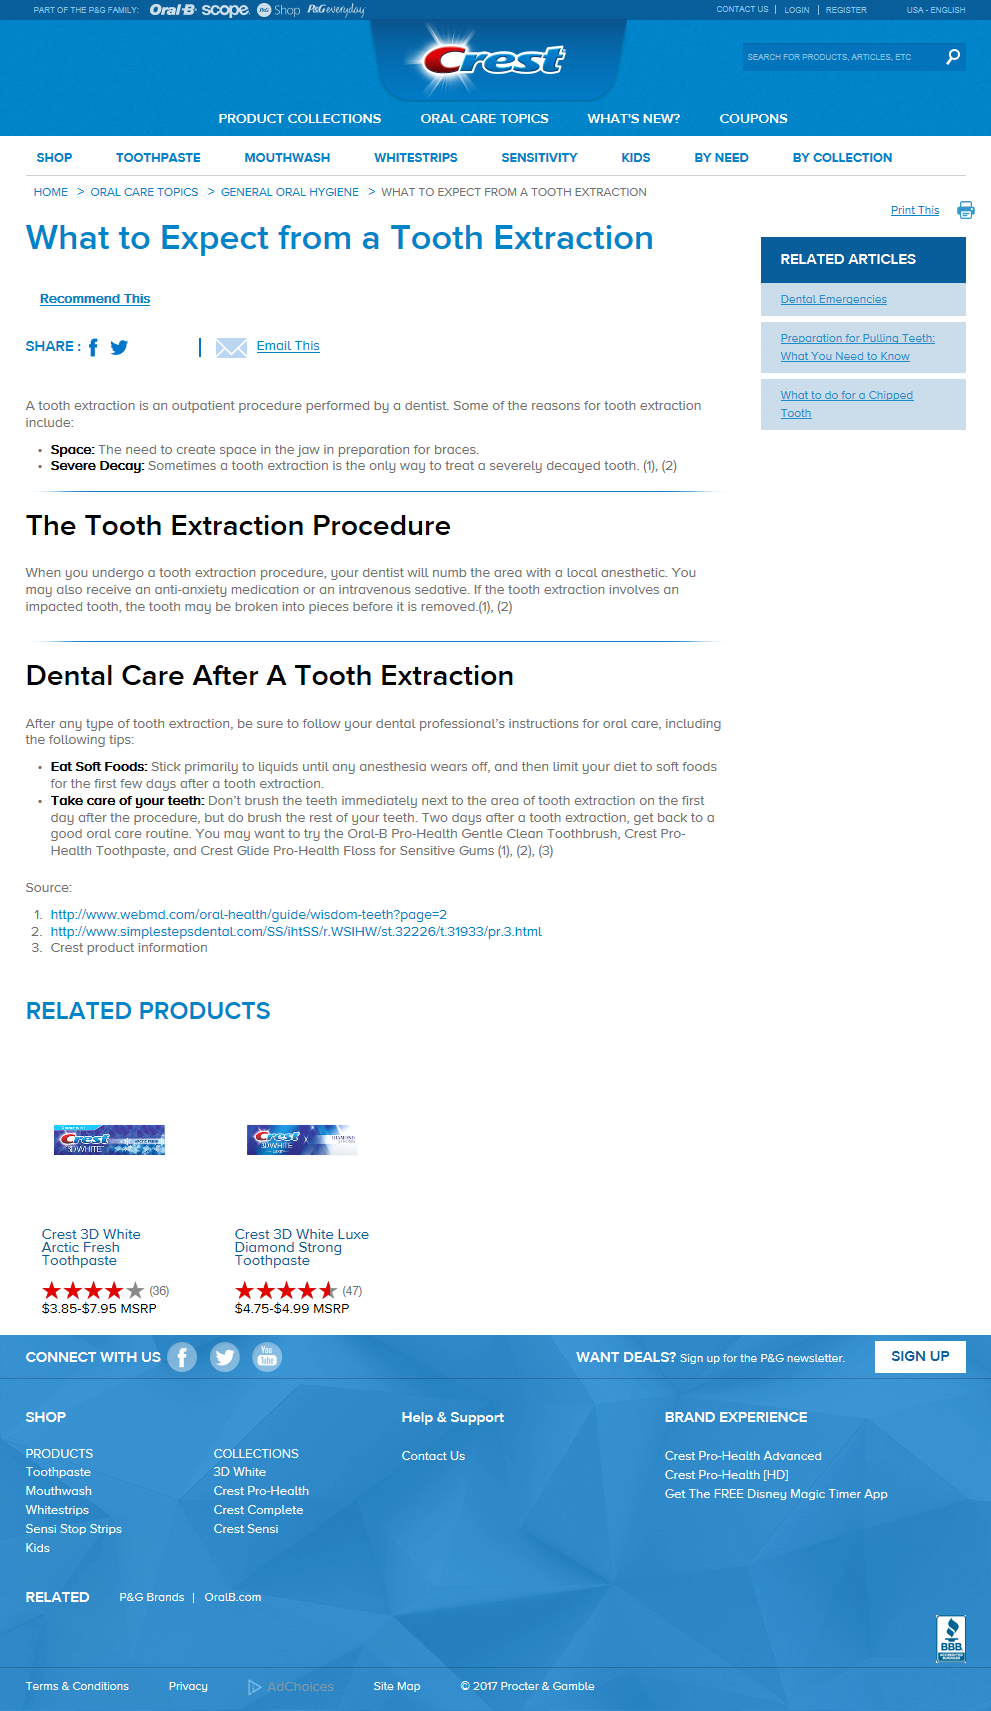 PART OF THE P&G FAMILY: Oral-B scope P&G Shop P&G everyday
CONTACT US | LOGIN | REGISTER USA - ENGLISH
Crest
SEARCH FOR PRODUCTS, ARTICLES, ETC
PRODUCT COLLECTIONS ORAL CARE TOPICS WHAT'S NEW? COUPONS
SHOP TOOTHPASTE MOUTHWASH WHITESTRIPS SENSITIVITY KIDS BY NEED BY COLLECTION
HOME > ORAL CARE TOPICS > GENERAL ORAL HYGIENE > WHAT TO EXPECT FROM A TOOTH EXTRACTION
Print This
What to Expect from a Tooth Extraction
Recommend This
SHARE :
Email This
RELATED ARTICLES
Dental Emergencies
Preparation for Pulling Teeth:
What You Need to Know
What to do for a Chipped
Tooth
A tooth extraction is an outpatient procedure performed by a dentist. Some of the reasons for tooth extraction
include:
• Space: The need to create space in the jaw in preparation for braces.
• Severe Decay: Sometimes a tooth extraction is the only way to treat a severely decayed tooth. (1), (2)
The Tooth Extraction Procedure
When you undergo a tooth extraction procedure, your dentist will numb the area with a local anesthetic. You
may also receive an anti-anxiety medication or an intravenous sedative. If the tooth extraction involves an
impacted tooth, the tooth may be broken into pieces before it is removed.(1), (2)
Dental Care After A Tooth Extraction
After any type of tooth extraction, be sure to follow your dental professional's instructions for oral care, including
the following tips:
• Eat Soft Foods: Stick primarily to liquids until any anesthesia wears off, and then limit your diet to soft foods
for the first few days after a tooth extraction.
• Take care of your teeth: Don't brush the teeth immediately next to the area of tooth extraction on the first
day after the procedure, but do brush the rest of your teeth. Two days after a tooth extraction, get back to a
good oral care routine. You may want to try the Oral-B Pro-Health Gentle Clean Toothbrush, Crest Pro-
Health Toothpaste, and Crest Glide Pro-Health Floss for Sensitive Gums (1), (2), (3)
Source:
1. http://www.webmd.com/oral-health/guide/wisdom-teeth?page=2
2. http://www.simplestepsdental.com/SS/ihtSS/r.WSIHW/st.32226/t.31933/pr.3.html
3. Crest product information
RELATED PRODUCTS
Crest
3DWHITE
ARCTIC FRESH
Crest
3DWHITE
LUXE
X
DIAMOND
STRONG
Crest 3D White
Arctic Fresh
Toothpaste
(36)
$3.85-$7.95 MSRP
Crest 3D White Luxe
Diamond Strong
Toothpaste
(47)
$4.75-$4.99 MSRP
CONNECT WITH US
You
Tube
WANT DEALS? Sign up for the P&G newsletter.
SIGN UP
SHOP
PRODUCTS
Toothpaste
Mouthwash
Whitestrips
Sensi Stop Strips
Kids
COLLECTIONS
3D White
Crest Pro-Health
Crest Complete
Crest Sensi
Help & Support
Contact Us
BRAND EXPERIENCE
Crest Pro-Health Advanced
Crest Pro-Health [HD]
Get The FREE Disney Magic Timer App
RELATED P&G Brands | OralB.com
BBB
ACCREDITED
BUSINESS
Terms & Conditions Privacy AdChoices Site Map © 2017 Procter & Gamble